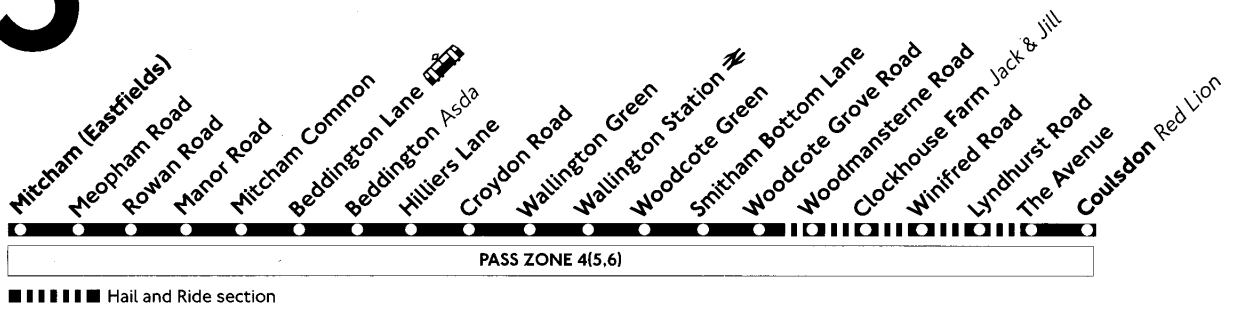 Mitcham (Eastfields)
Meopham Road
Rowan Road
Manor Road
Mitcham Common
Beddington Lane
Beddington Asda
Hilliers Lane
Croydon Road
Wallington Green
Wallington Station
Woodcote Green
Smitham Bottom Lane
Woodcote Grove Road
Woodmansterne Road
Clockhouse Farm Jack & Jill
Winifred Road
Lyndhurst Road
The Avenue
Coulsdon Red Lion
PASS ZONE 4(5,6)
Hail and Ride section